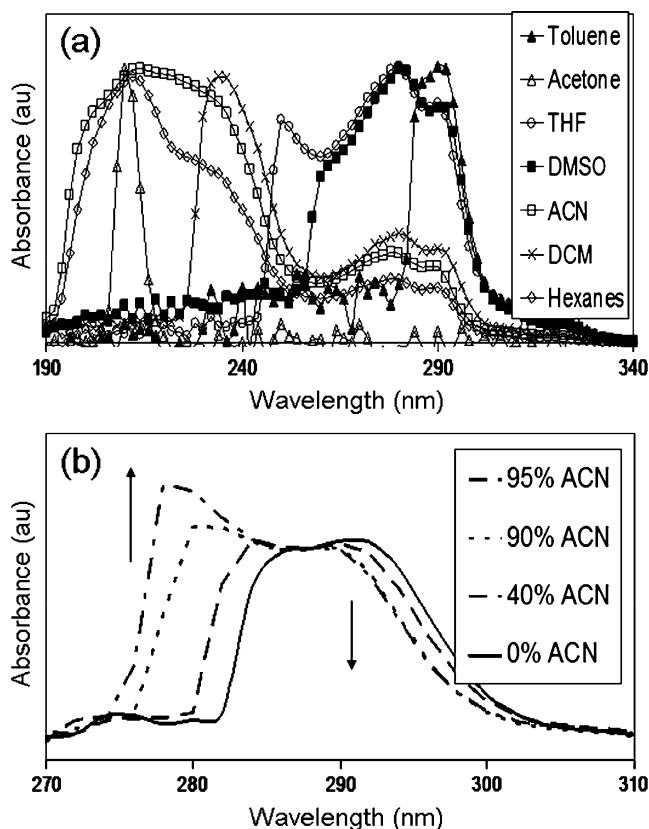 (a)
Toluene
Acetone
THF
DMSO
ACN
DCM
Hexanes
Absorbance (au)
190 240 290 340
Wavelength (nm)
(b)
95% ACN
90% ACN
40% ACN
0% ACN
Absorbance (au)
270 280 290 300 310
Wavelength (nm)